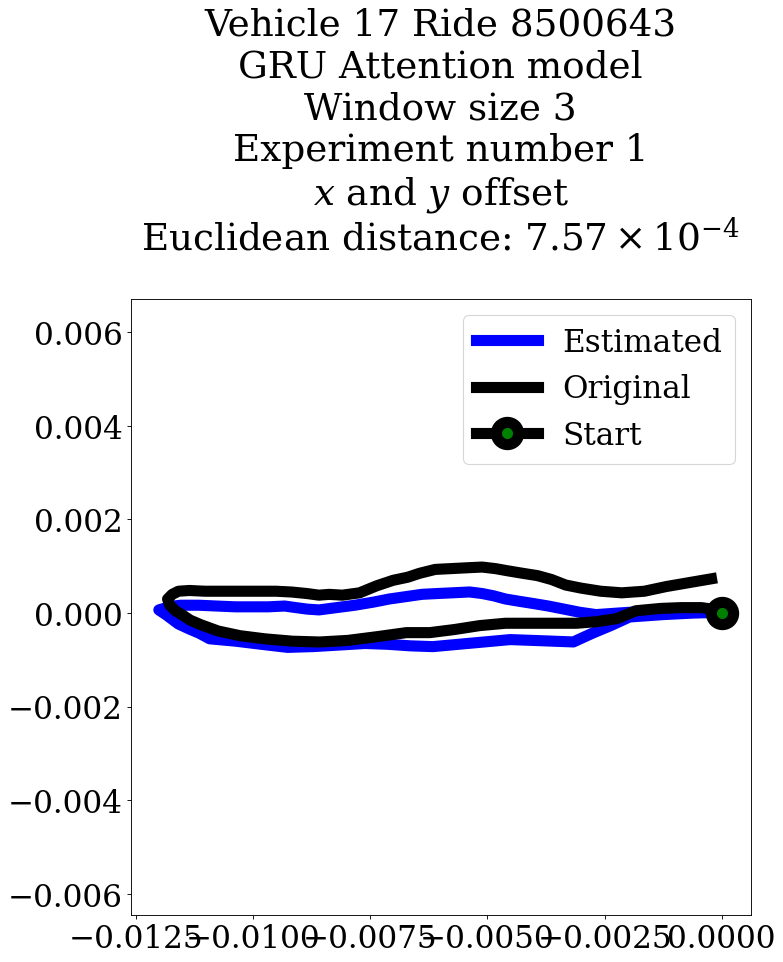 Vehicle 17 Ride 8500643
GRU Attention model
Window size 3
Experiment number 1
x and y offset
Euclidean distance: 7.57 × 10⁻⁴
Estimated
Original
Start
0.006
0.004
0.002
0.000
−0.002
−0.004
−0.006
−0.0125 −0.0100 −0.0075 −0.0050 −0.0025 0.0000